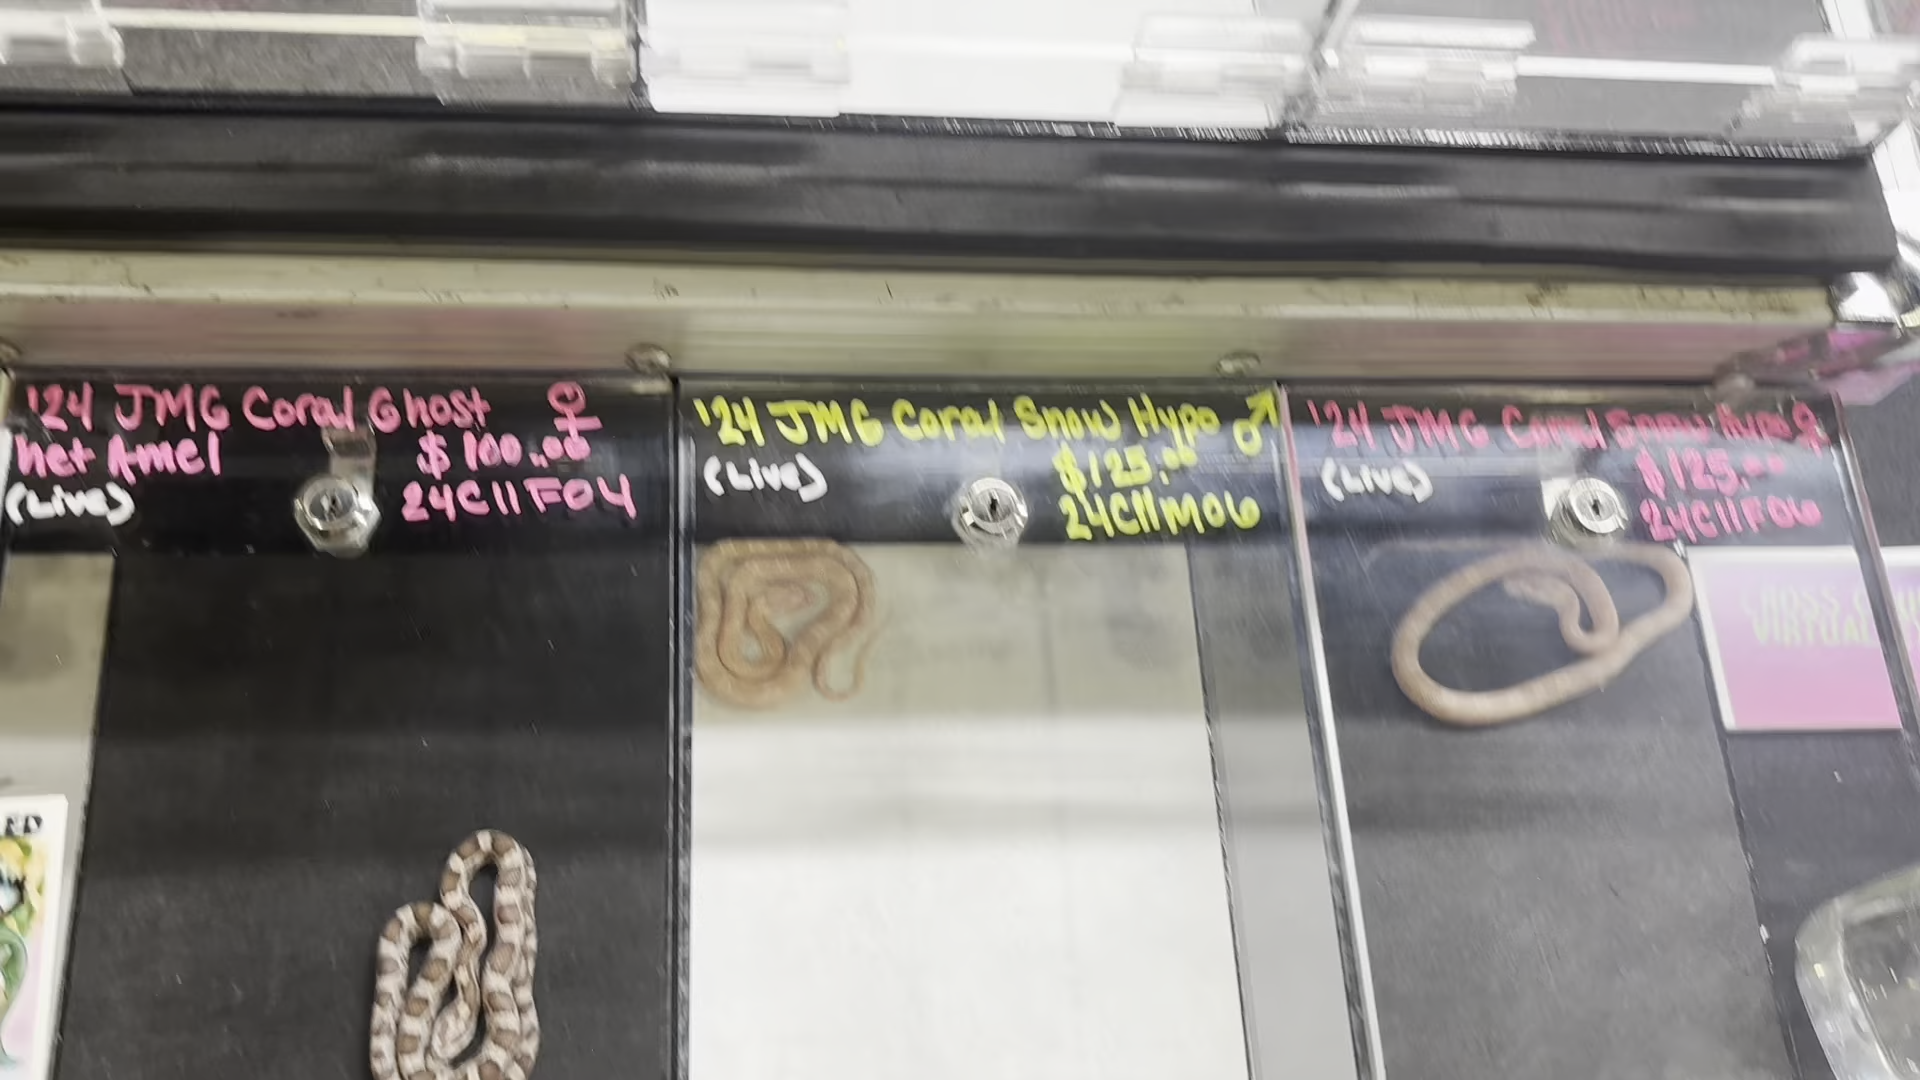 '24 JMG Coral Ghost ♀
het Amel
$100.00
(Live)
24C11F04
'24 JMG Coral Snow Hypo ♂
$125.00
(Live)
24C11M06
'24 JMG Coral Snow Hypo ♀
$125.00
(Live)
24C11F06
VIRTUAL